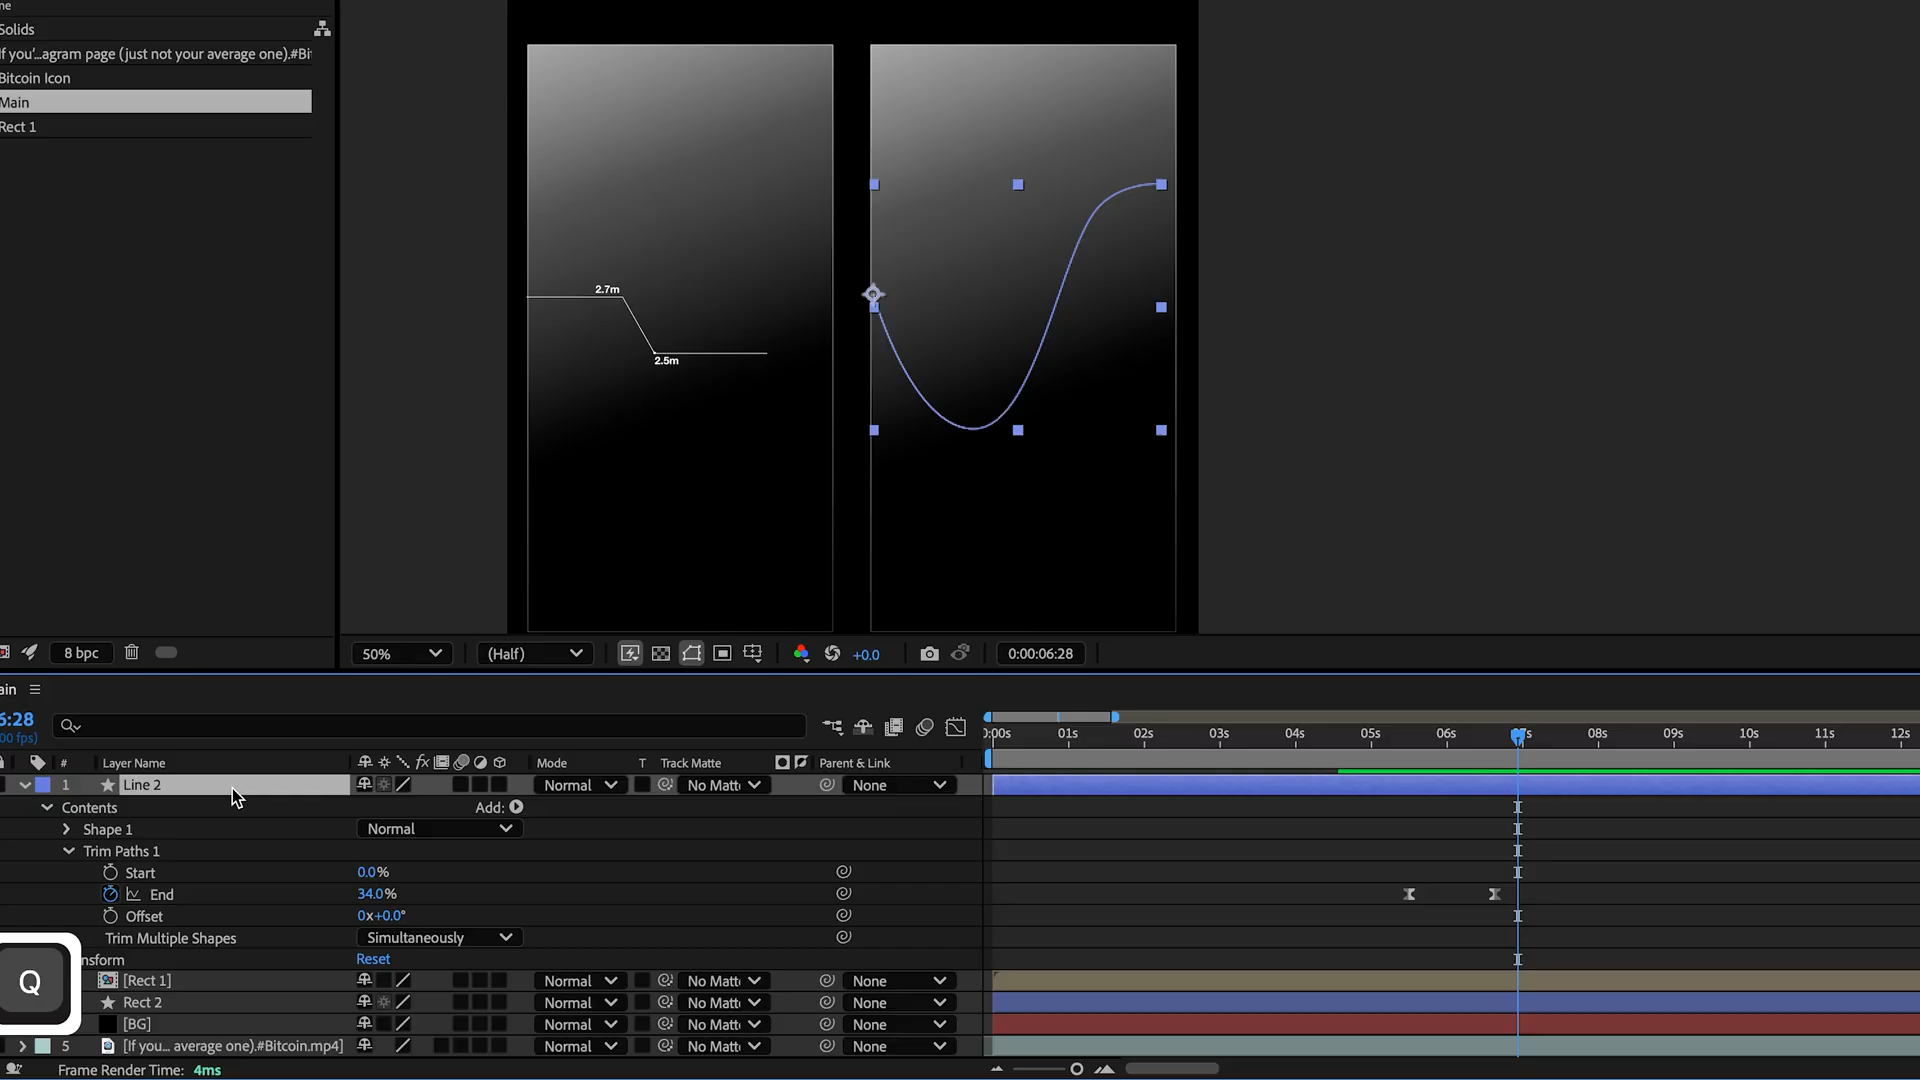 me
Solids
If you'...agram page (just not your average one).#Bit
Bitcoin Icon
Main
Rect 1
2.7m
2.5m
8 bpc
50%
(Half)
+0.0
0:00:06:28
ain
6:28
00 fps)
0:00s 01s 02s 03s 04s 05s 06s 07s 08s 09s 10s 11s 12s
# Layer Name fx Mode T Track Matte Parent & Link
1 Line 2 Normal No Matt None
Contents Add:
Shape 1 Normal
Trim Paths 1
Start 0.0%
End 34.0%
Offset 0x+0.0°
Trim Multiple Shapes Simultaneously
nsform Reset
Q
[Rect 1] Normal No Matt None
Rect 2 Normal No Matt None
[BG] Normal No Matt None
5 [If you... average one).#Bitcoin.mp4] Normal No Matt None
Frame Render Time: 4ms